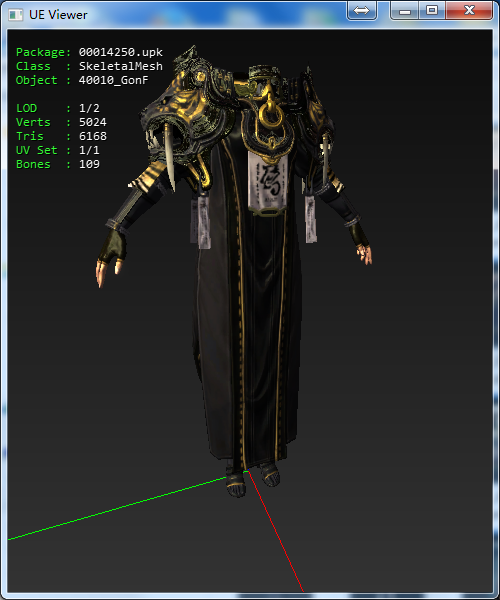 UE Viewer
Package: 00014250.upk
Class : SkeletalMesh
Object : 40010_GonF
LOD : 1/2
Verts : 5024
Tris : 6168
UV Set : 1/1
Bones : 109